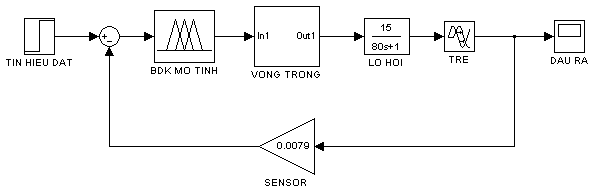 TIN HIEU DAT
BDK MO TINH
In1
Out1
VONG TRONG
15
80s+1
LO HOI
TRE
DAU RA
0.0079
SENSOR